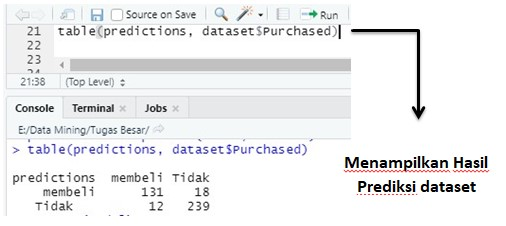 Source on Save
Run
21 table(predictions, dataset$Purchased)
22
23
21:38 (Top Level)
Console Terminal Jobs
E:/Data Mining/Tugas Besar/
> table(predictions, dataset$Purchased)
predictions membeli Tidak
membeli 131 18
Tidak 12 239
Menampilkan Hasil
Prediksi dataset